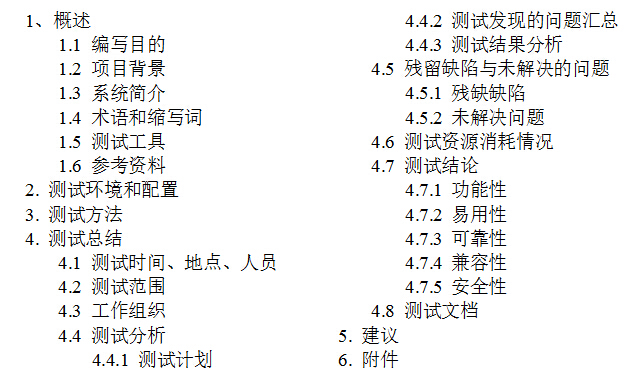 1、概述
1.1 编写目的
1.2 项目背景
1.3 系统简介
1.4 术语和缩写词
1.5 测试工具
1.6 参考资料
2. 测试环境和配置
3. 测试方法
4. 测试总结
4.1 测试时间、地点、人员
4.2 测试范围
4.3 工作组织
4.4 测试分析
4.4.1 测试计划
4.4.2 测试发现的问题汇总
4.4.3 测试结果分析
4.5 残留缺陷与未解决的问题
4.5.1 残缺缺陷
4.5.2 未解决问题
4.6 测试资源消耗情况
4.7 测试结论
4.7.1 功能性
4.7.2 易用性
4.7.3 可靠性
4.7.4 兼容性
4.7.5 安全性
4.8 测试文档
5. 建议
6. 附件